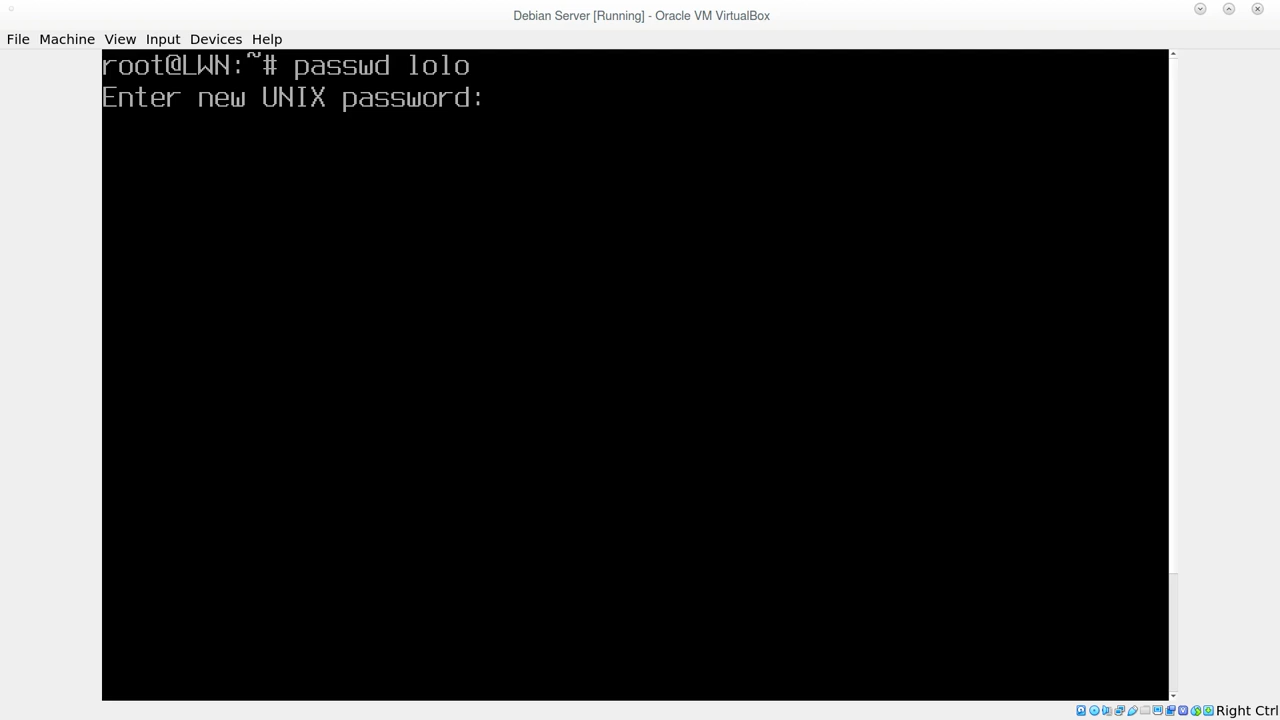 Debian Server [Running] - Oracle VM VirtualBox
File Machine View Input Devices Help
root@LWN:~# passwd lolo
Enter new UNIX password:
Right Ctrl